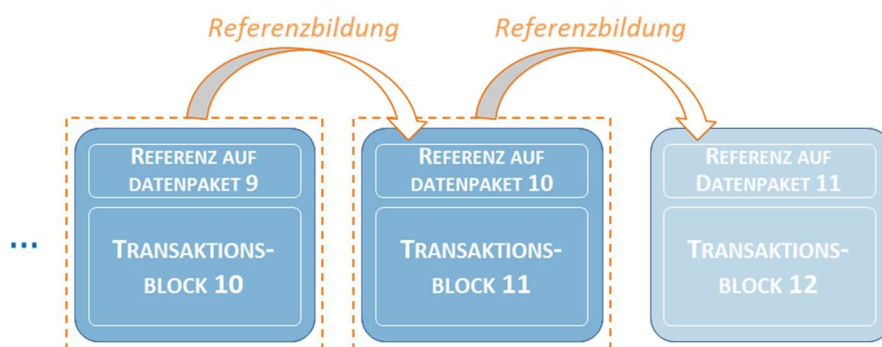 Referenzbildung
Referenzbildung
REFERENZ AUF
DATENPAKET 9
TRANSAKTIONS-
BLOCK 10
REFERENZ AUF
DATENPAKET 10
TRANSAKTIONS-
BLOCK 11
REFERENZ AUF
DATENPAKET 11
TRANSAKTIONS-
BLOCK 12
...